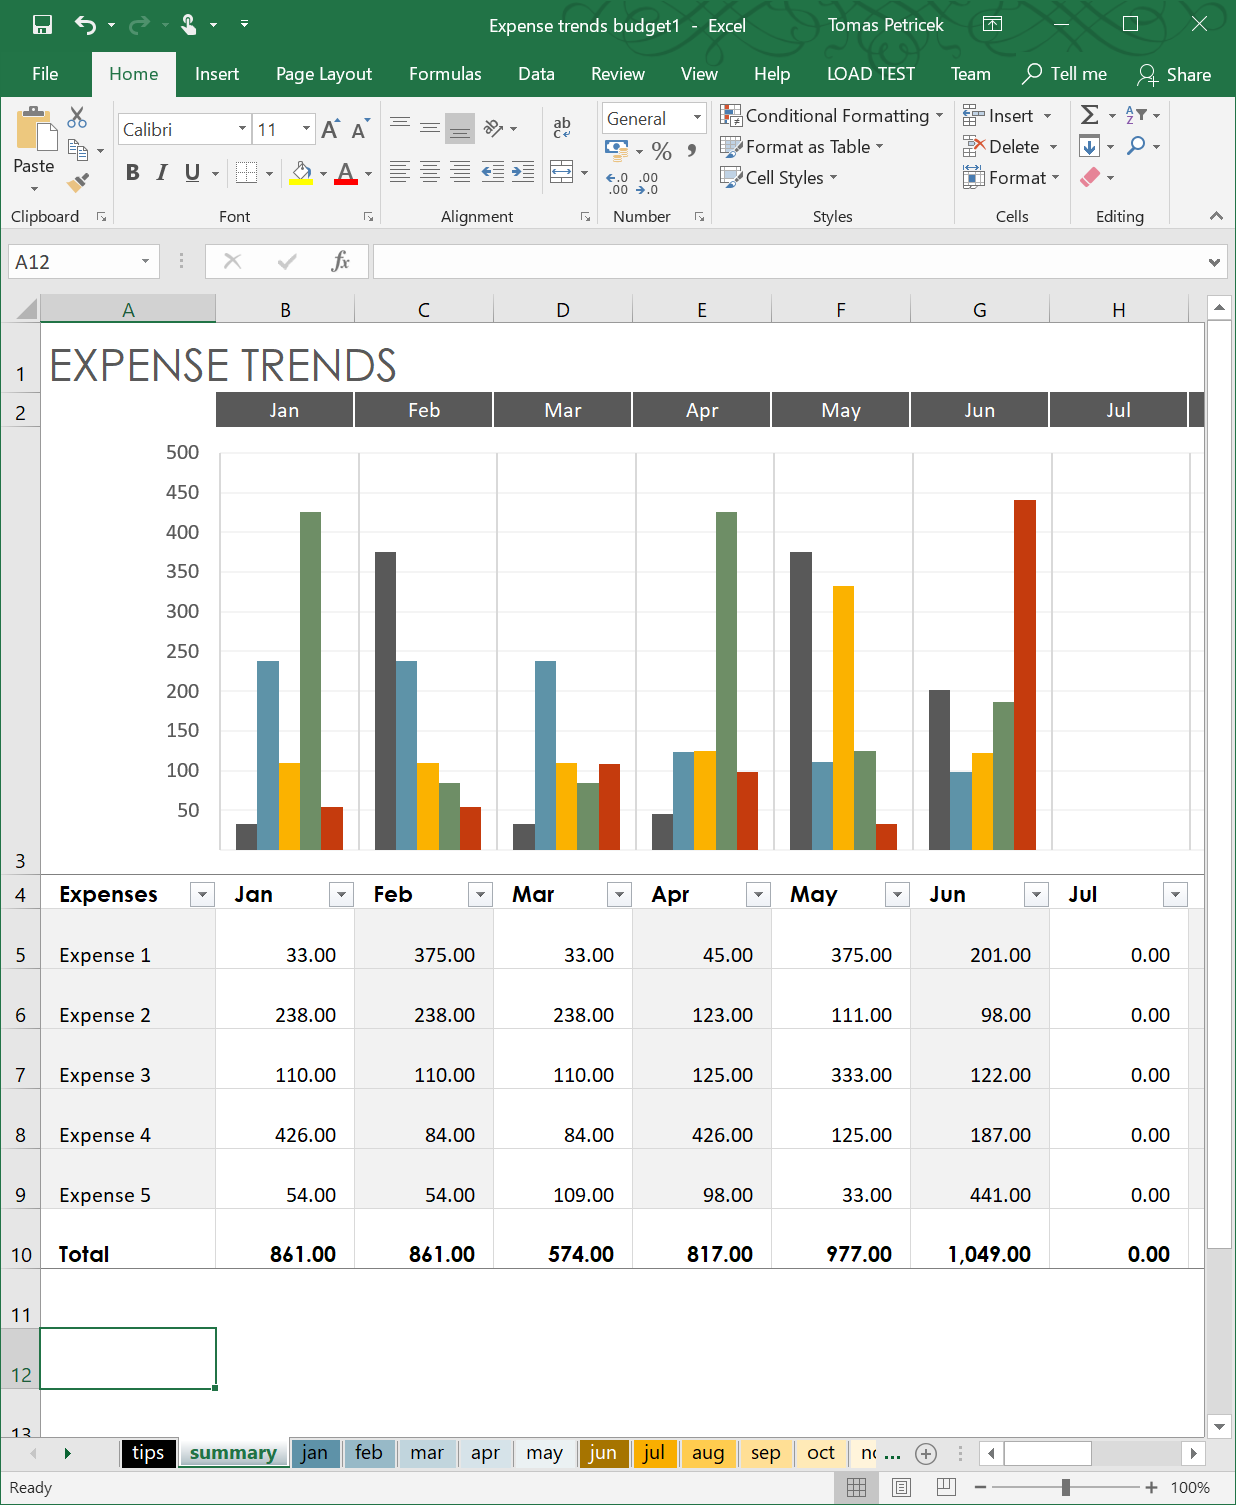 Expense trends budget1 - Excel Tomas Petricek
File Home Insert Page Layout Formulas Data Review View Help LOAD TEST Team Tell me Share
Paste
Clipboard
Calibri 11
A A
B I U A
Font
ab
c
Alignment
General
% ,
.0 .00
.00 .0
Number
Conditional Formatting
Format as Table
Cell Styles
Styles
Insert
Delete
Format
Cells
Σ A Z
Editing
A12 fx
A B C D E F G H
1 EXPENSE TRENDS
2 Jan Feb Mar Apr May Jun Jul
500
450
400
350
300
250
200
150
100
50
3
4 Expenses Jan Feb Mar Apr May Jun Jul
5 Expense 1 33.00 375.00 33.00 45.00 375.00 201.00 0.00
6 Expense 2 238.00 238.00 238.00 123.00 111.00 98.00 0.00
7 Expense 3 110.00 110.00 110.00 125.00 333.00 122.00 0.00
8 Expense 4 426.00 84.00 84.00 426.00 125.00 187.00 0.00
9 Expense 5 54.00 54.00 109.00 98.00 33.00 441.00 0.00
10 Total 861.00 861.00 574.00 817.00 977.00 1,049.00 0.00
11
12
13
tips summary jan feb mar apr may jun jul aug sep oct ...
Ready 100%